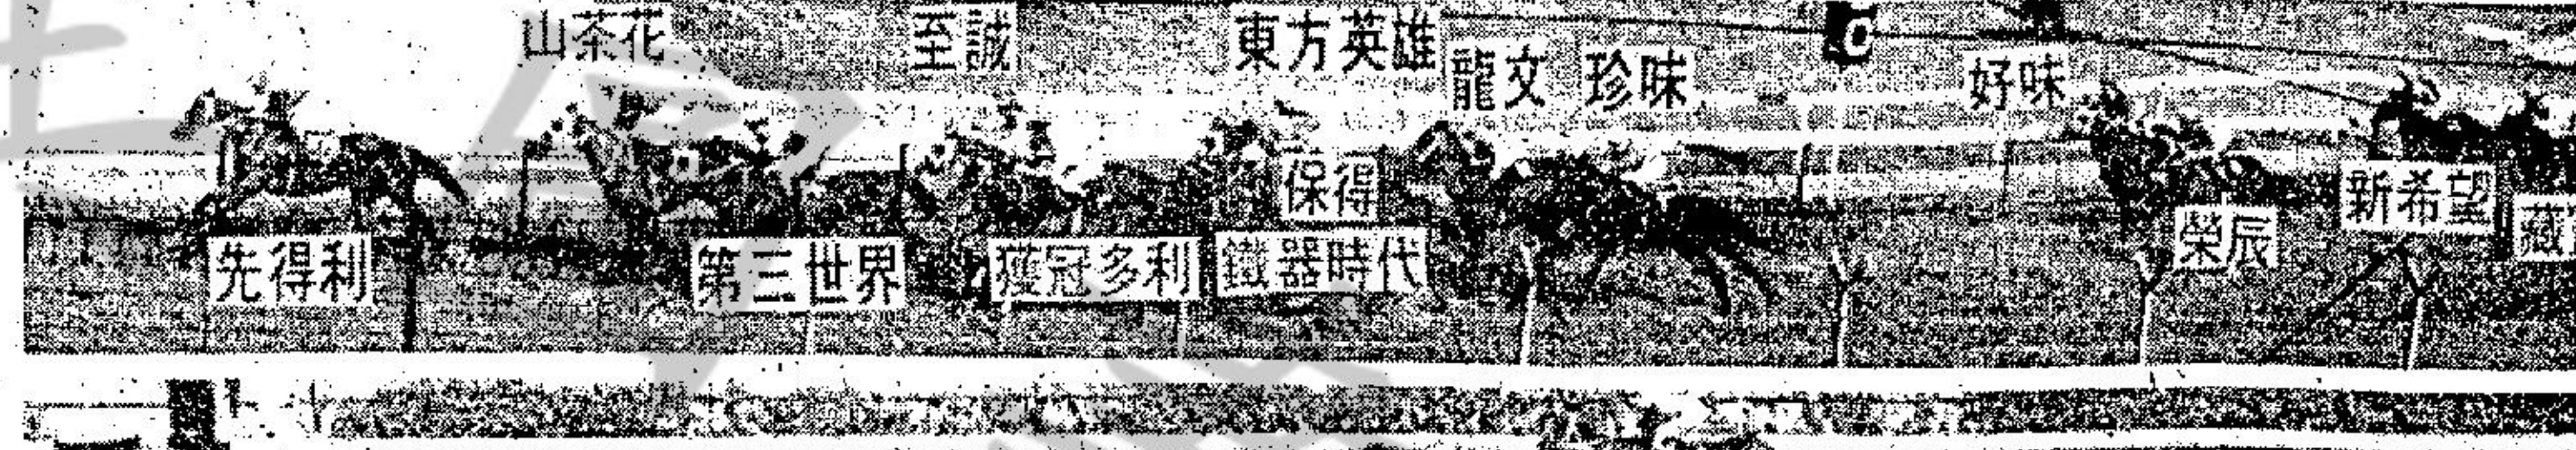 山茶花
至誠
東方英雄
龍文
珍味
好味
保得
新希望
榮辰
先得利
第三世界
獲冠多利
鐵器時代